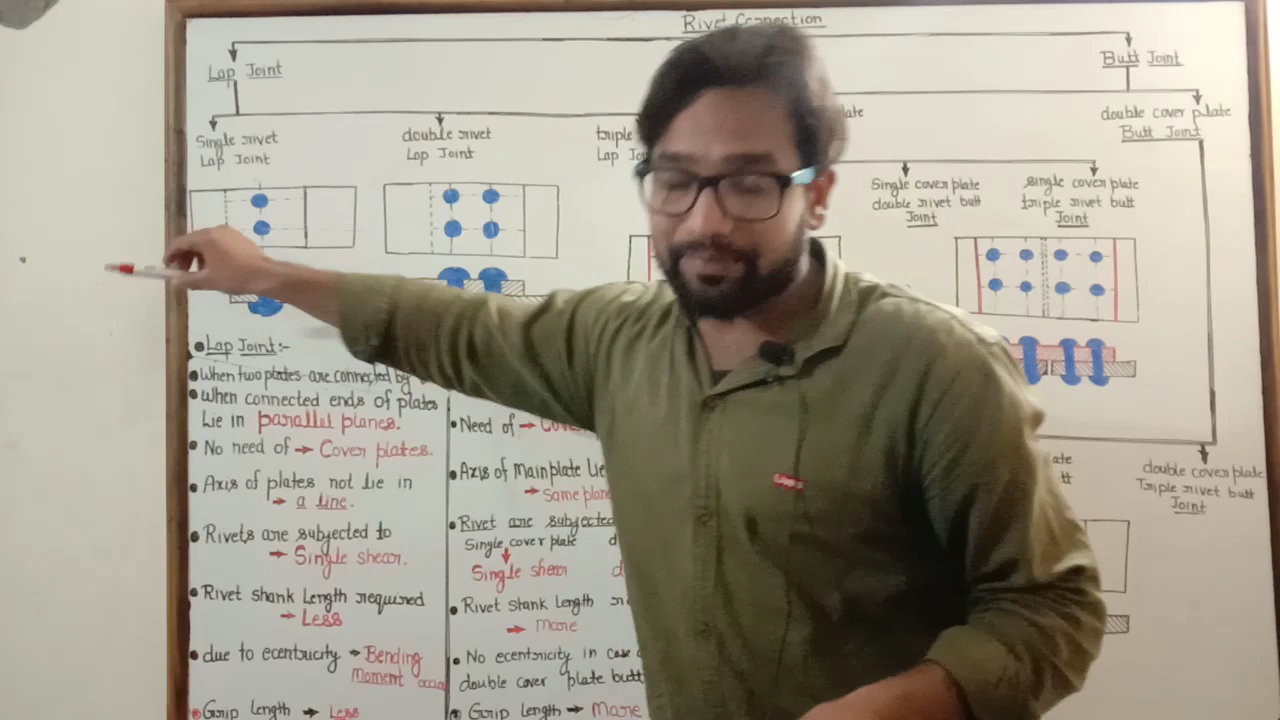 Rivet Connection
Lap Joint
Butt Joint
Single rivet
Lap Joint
double rivet
Lap Joint
triple
Lap
double cover plate
Butt Joint
Single cover plate
double rivet butt
Joint
single cover plate
triple rivet butt
Joint
double cover plate
Triple rivet butt
Joint
Lap Joint:-
When two plates are connected by
When connected ends of plates
Lie in parallel planes.
No need of → Cover plates.
Axis of plates not lie in
→ a line.
Rivets are subjected to
→ Single shear.
Rivet shank Length required
→ Less
due to ecentricity → Bending
Moment occurs
Grip length → Less
Need of →
Axis of Main plate Lie
→ Same plane
Rivet are subjected
Single cover plate
Single shear
Rivet stank Length
→ More
No ecentricity in case
double cover plate butt
Grip Length → More